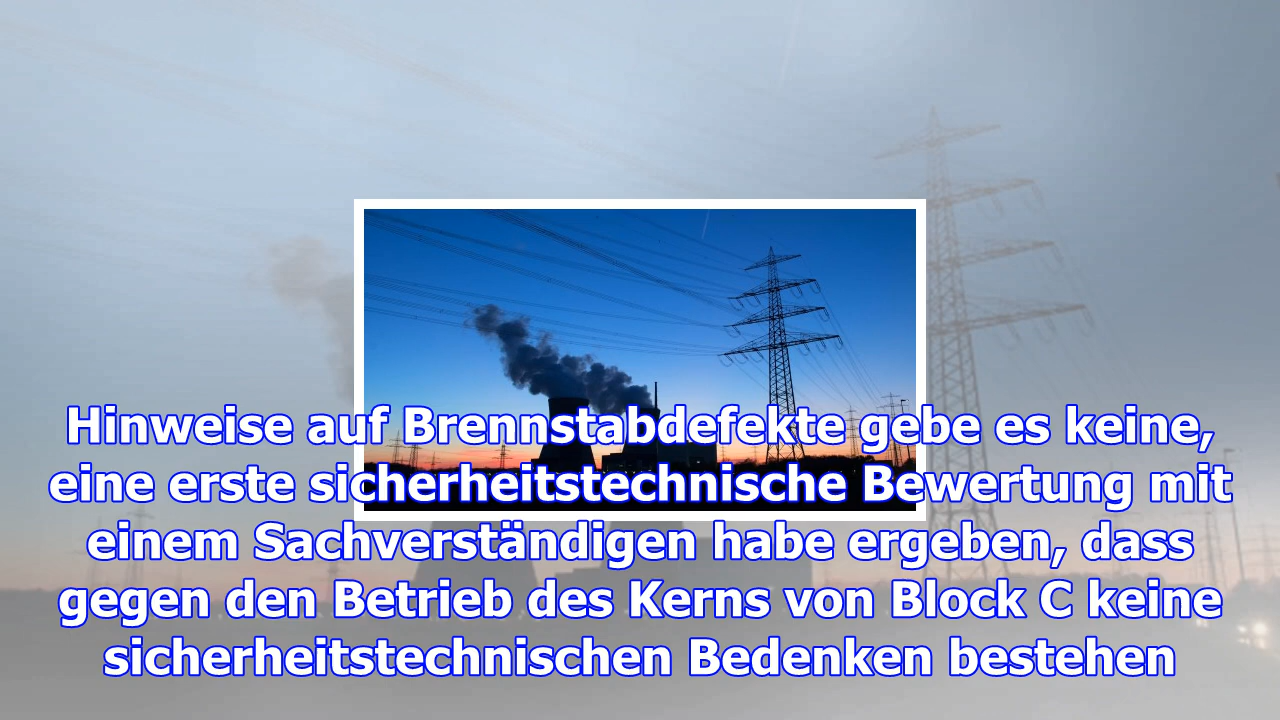 Hinweise auf Brennstabdefekte gebe es keine,
eine erste sicherheitstechnische Bewertung mit
einem Sachverständigen habe ergeben, dass
gegen den Betrieb des Kerns von Block C keine
sicherheitstechnischen Bedenken bestehen